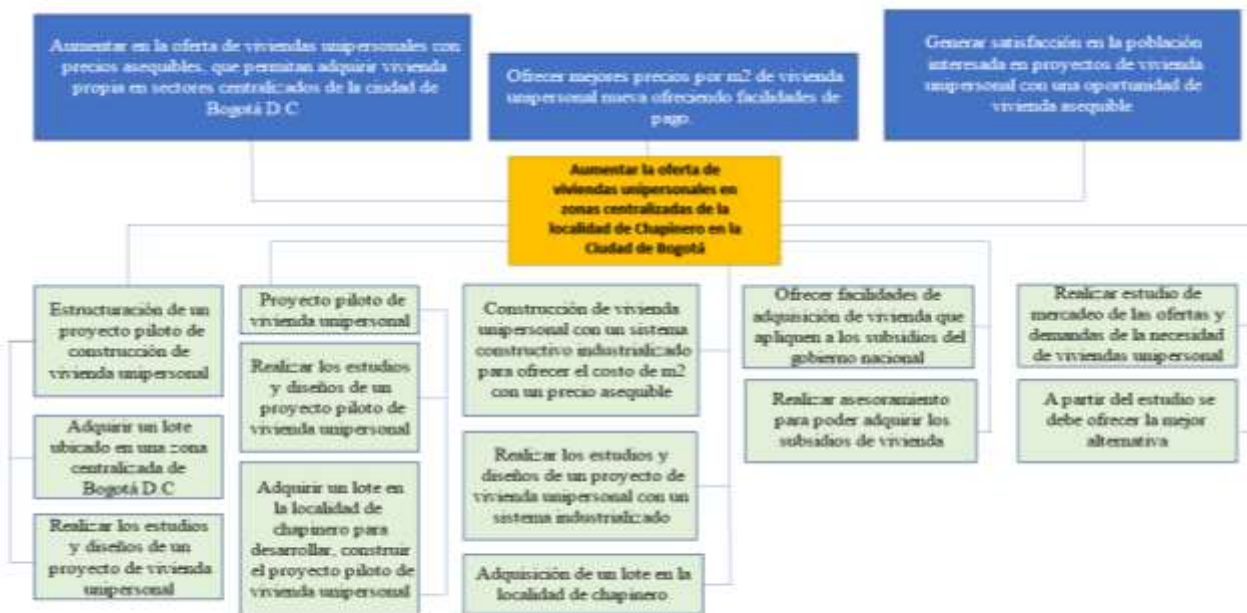 Aumentar en la oferta de viviendas unipersonales con
precios asequibles. que permitan adquirir vivienda
propia en sectores centralizados de la ciudad de
Bogotá D.C
Ofrecer mejores precios por m2 de vivienda
unipersonal nueva ofreciendo facilidades de
pago.
Generar satisfacción en la población
interesada en proyectos de vivienda
unipersonal con una oportunidad de
vivienda asequible
Aumentar la oferta de
viviendas unipersonales en
zonas centralizadas de la
localidad de Chapinero en la
Ciudad de Bogotá
Estructuración de un
proyecto piloto de
construcción de
vivienda unipersonal
Adquirir un lote
ubicado en una zona
centralizada de
Bogotá D.C
Realizar los estudios
y diseños de un
proyecto de vivienda
unipersonal
Proyecto piloto de
vivienda unipersonal
Realizar los estudios
y diseños de un
proyecto piloto de
vivienda unipersonal
Adquirir un lote en
la localidad de
chapinero para
desarrollar, construir
el proyecto piloto de
vivienda unipersonal
Construcción de vivienda
unipersonal con un sistema
constructivo industrializado
para ofrecer el costo de m2
con un precio asequible
Realizar los estudios y
diseños de un proyecto de
vivienda unipersonal con un
sistema industrializado
Adquisición de un lote en la
localidad de chapinero
Ofrecer facilidades de
adquisición de vivienda que
apliquen a los subsidios del
gobierno nacional
Realizar asesoramiento
para poder adquirir los
subsidios de vivienda
Realizar estudio de
mercadeo de las ofertas y
demandas de la necesidad
de viviendas unipersonal
A partir del estudio se
debe ofrecer la mejor
alternativa